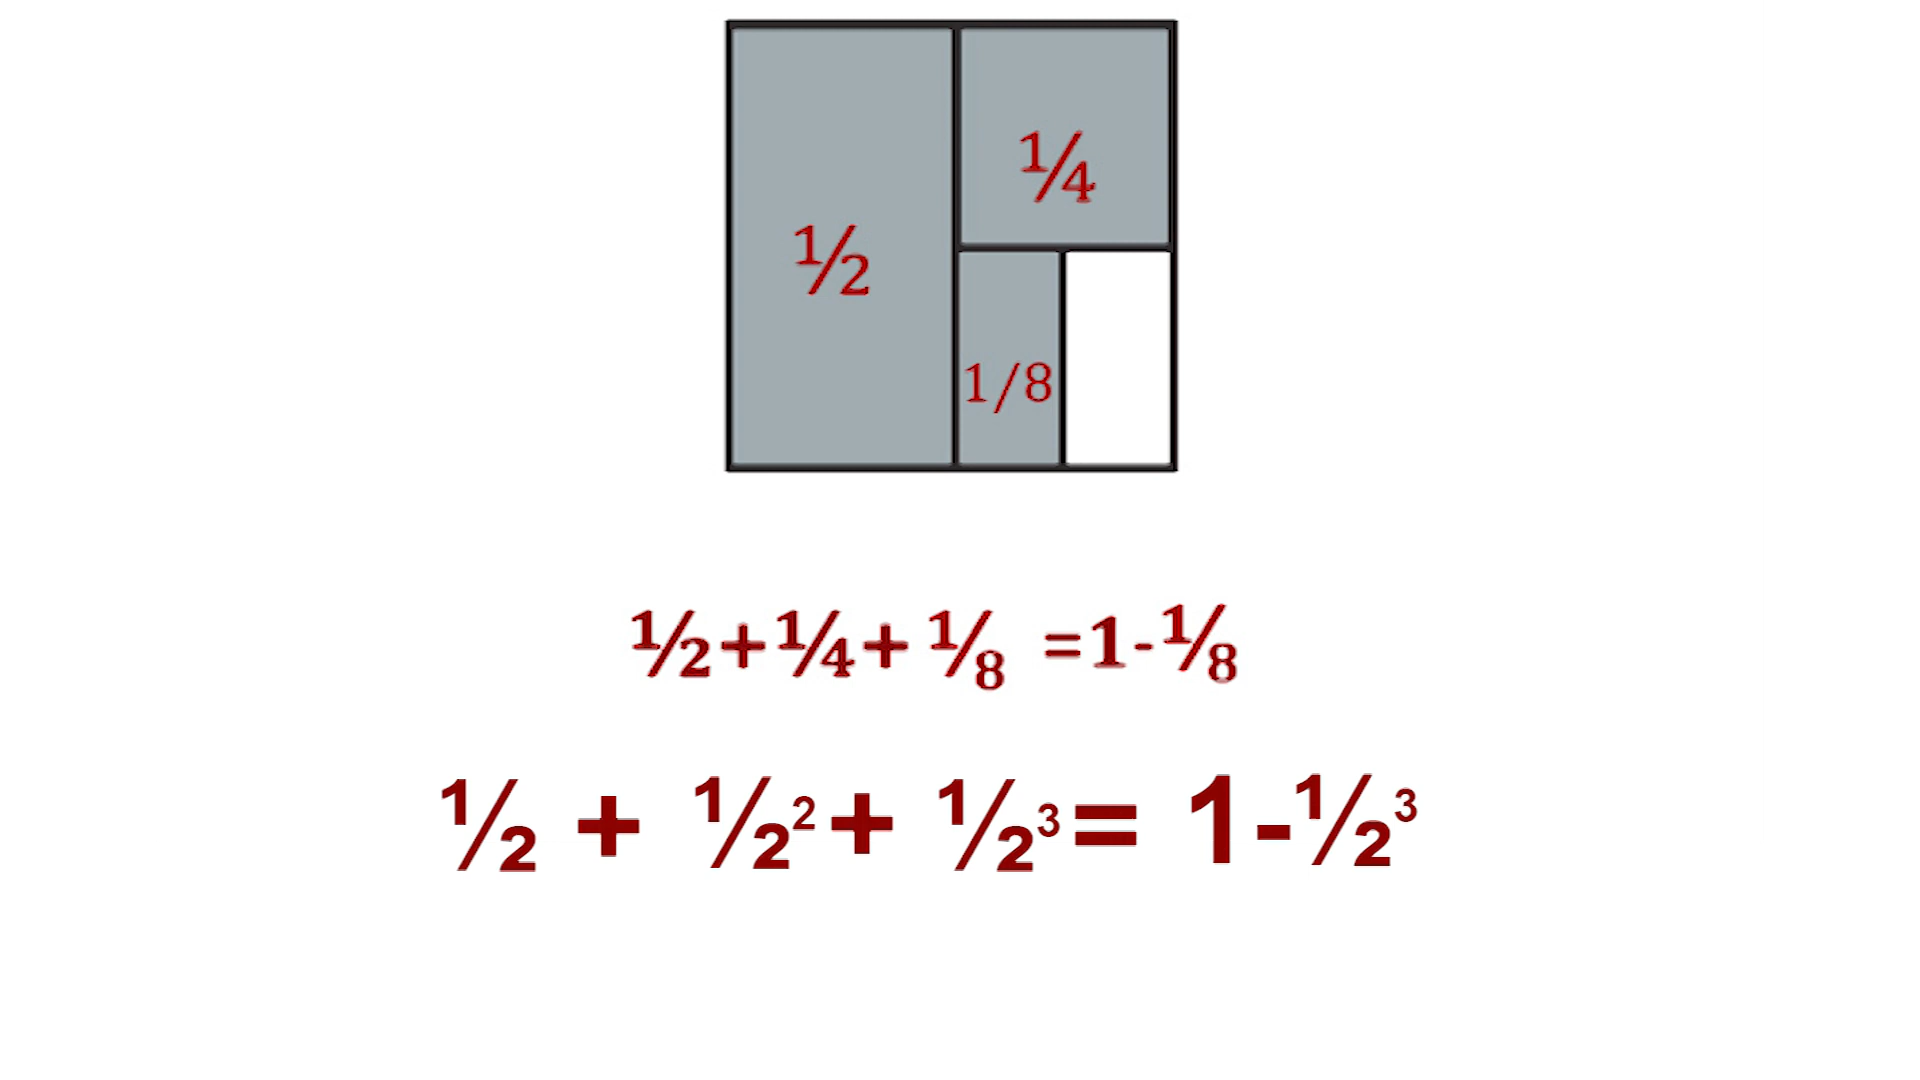 ½
¼
1/8
½+¼+ ⅛ =1-⅛
½ + ½²+ ½³= 1-½³